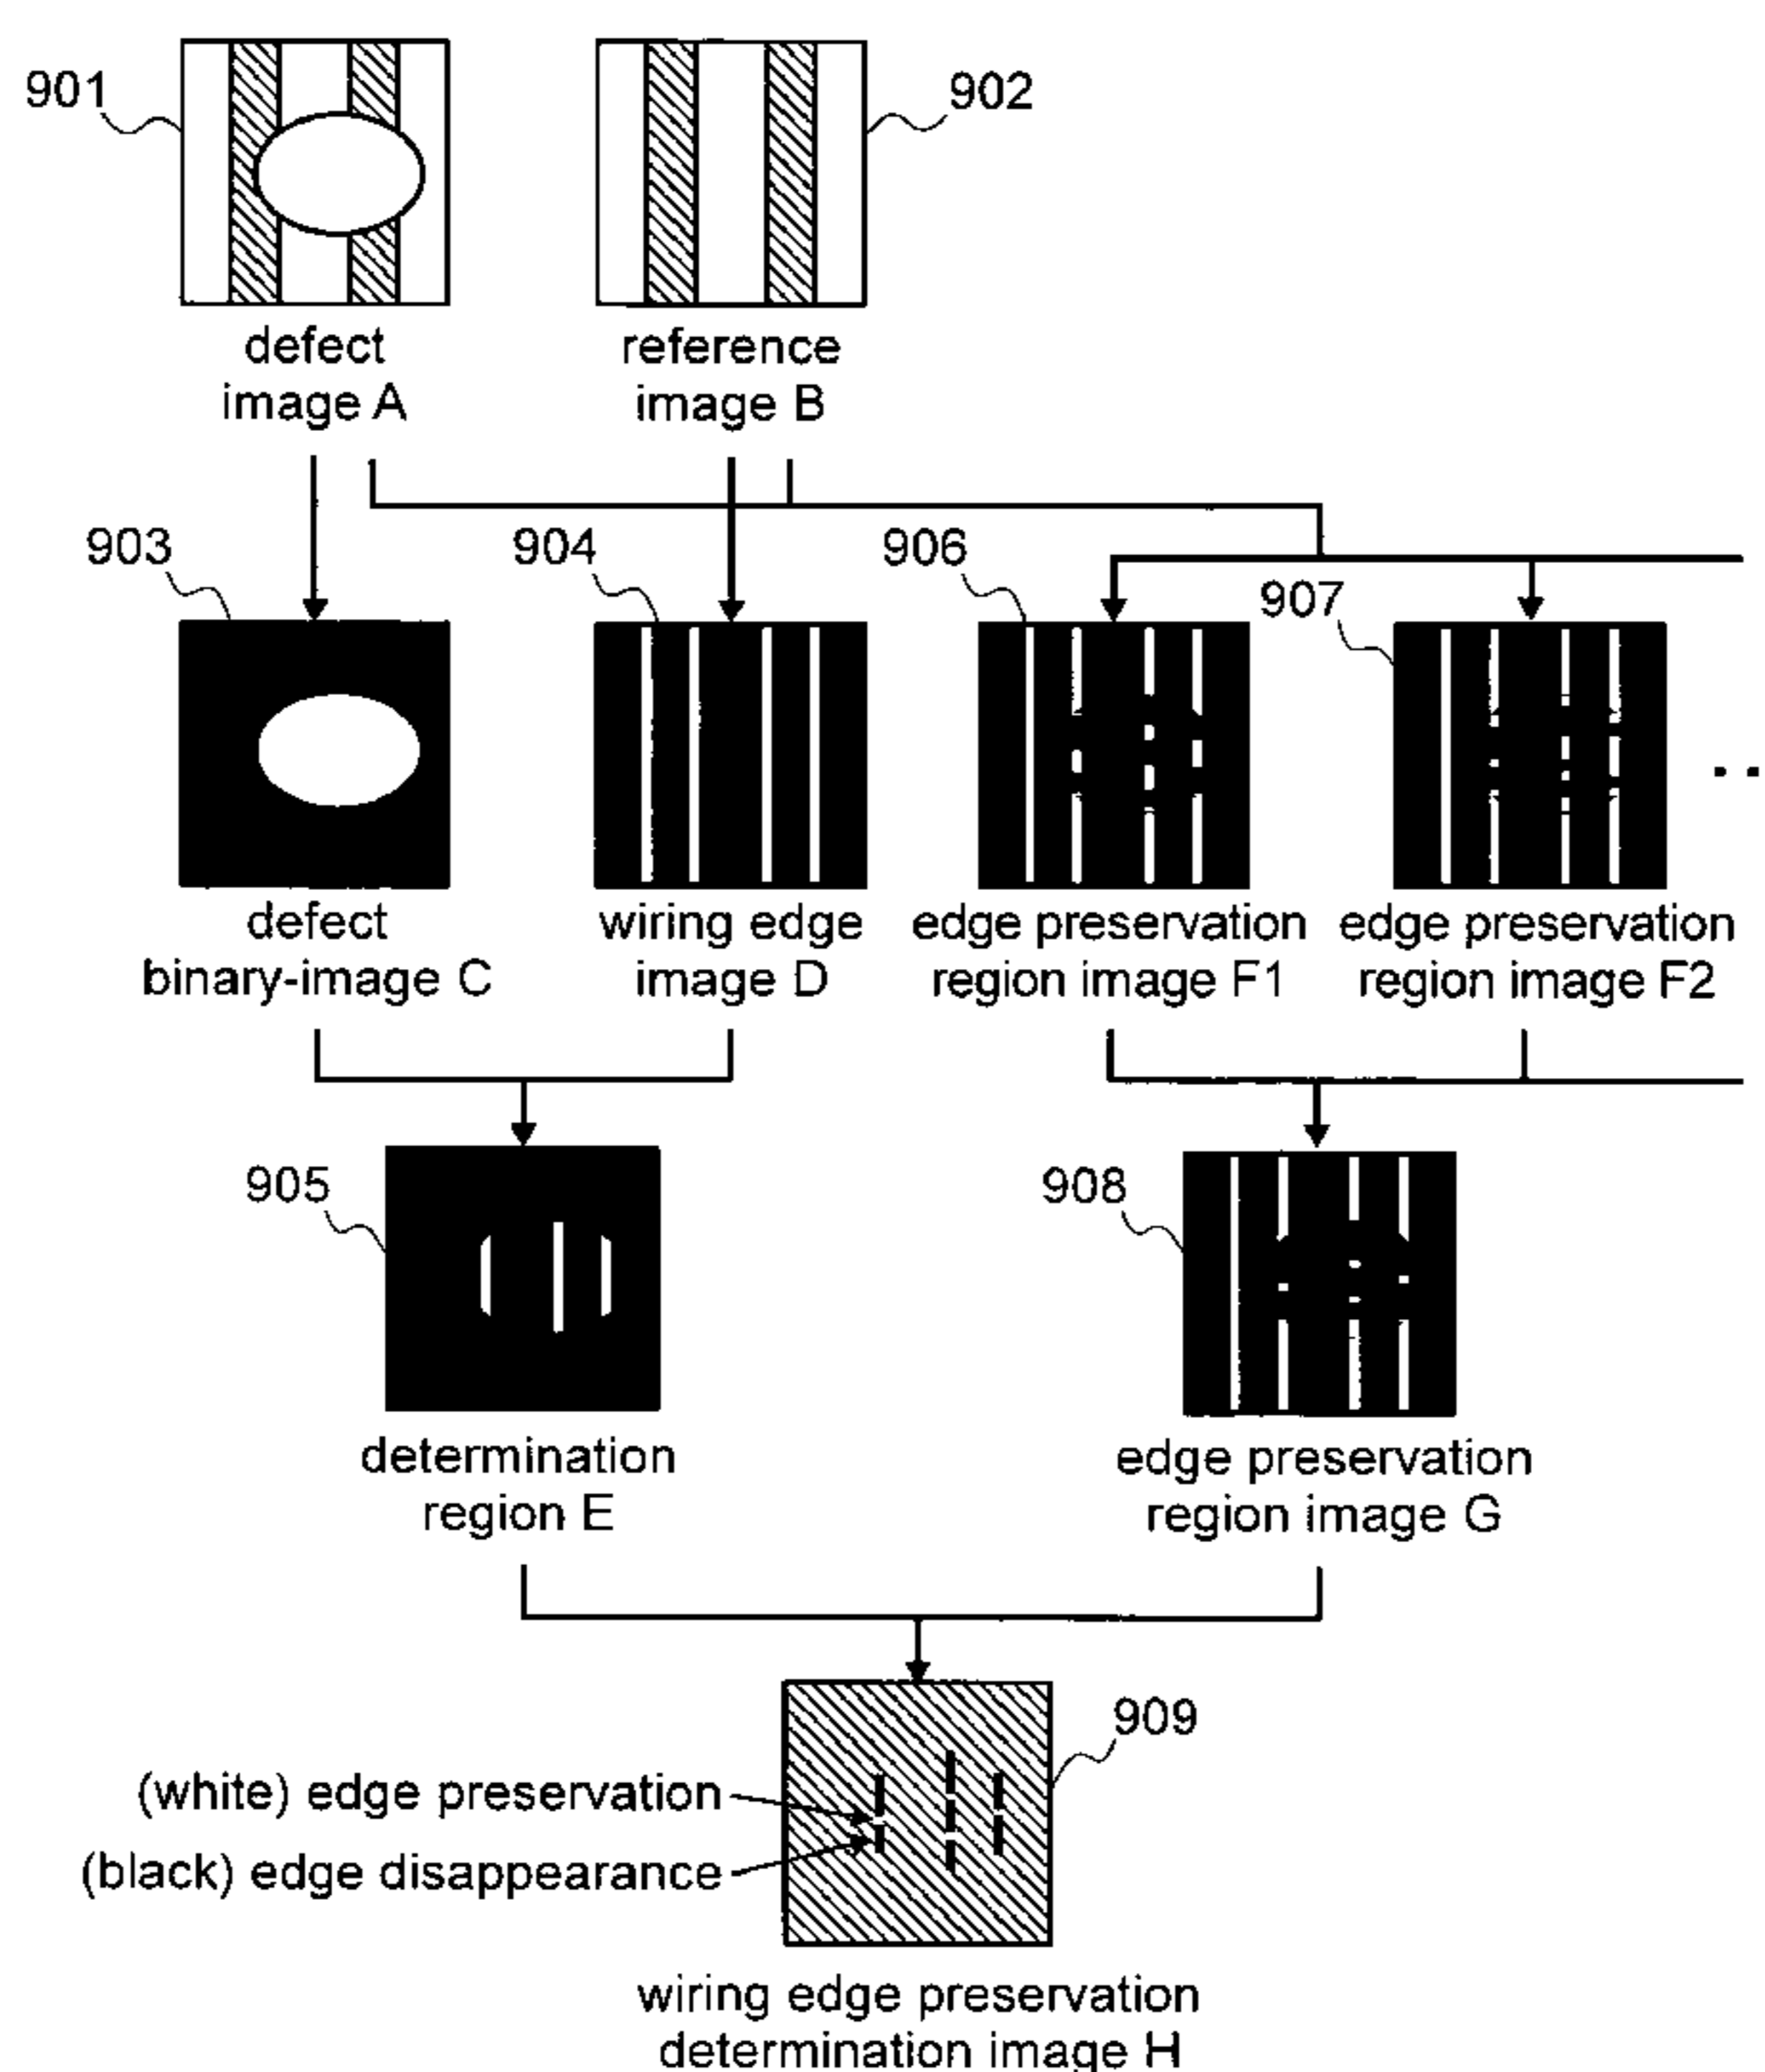 901
902
defect
image A
reference
image B
903
904
906
907
. .
defect
binary-image C
wiring edge
image D
edge preservation
region image F1
edge preservation
region image F2
905
908
determination
region E
edge preservation
region image G
909
(white) edge preservation
(black) edge disappearance
wiring edge preservation
determination image H